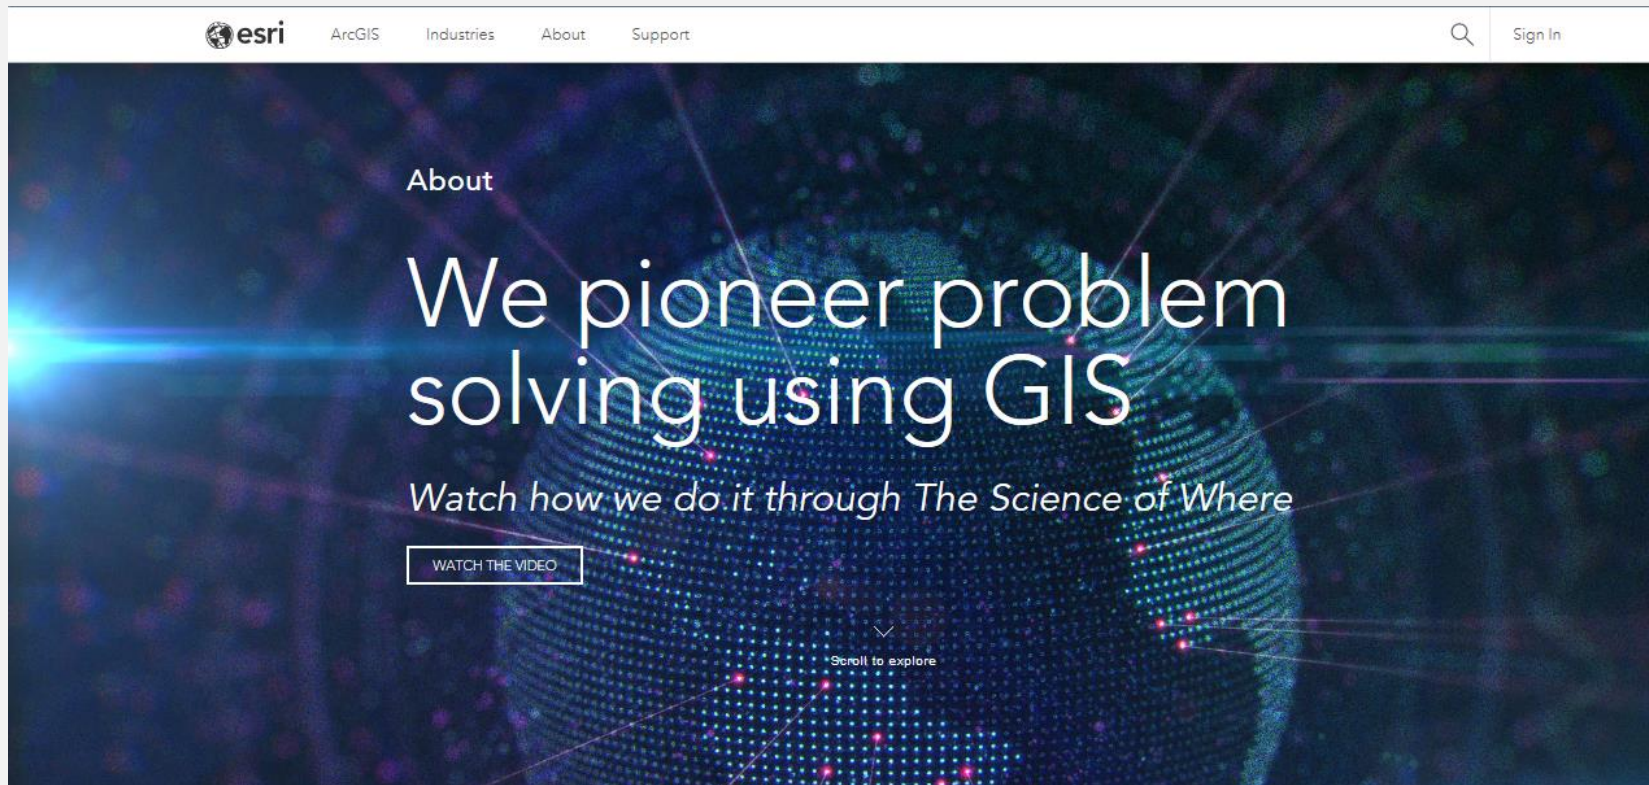 esri
ArcGIS
Industries
About
Support
Sign In
About
We pioneer problem
solving using GIS
Watch how we do it through The Science of Where
WATCH THE VIDEO
Scroll to explore